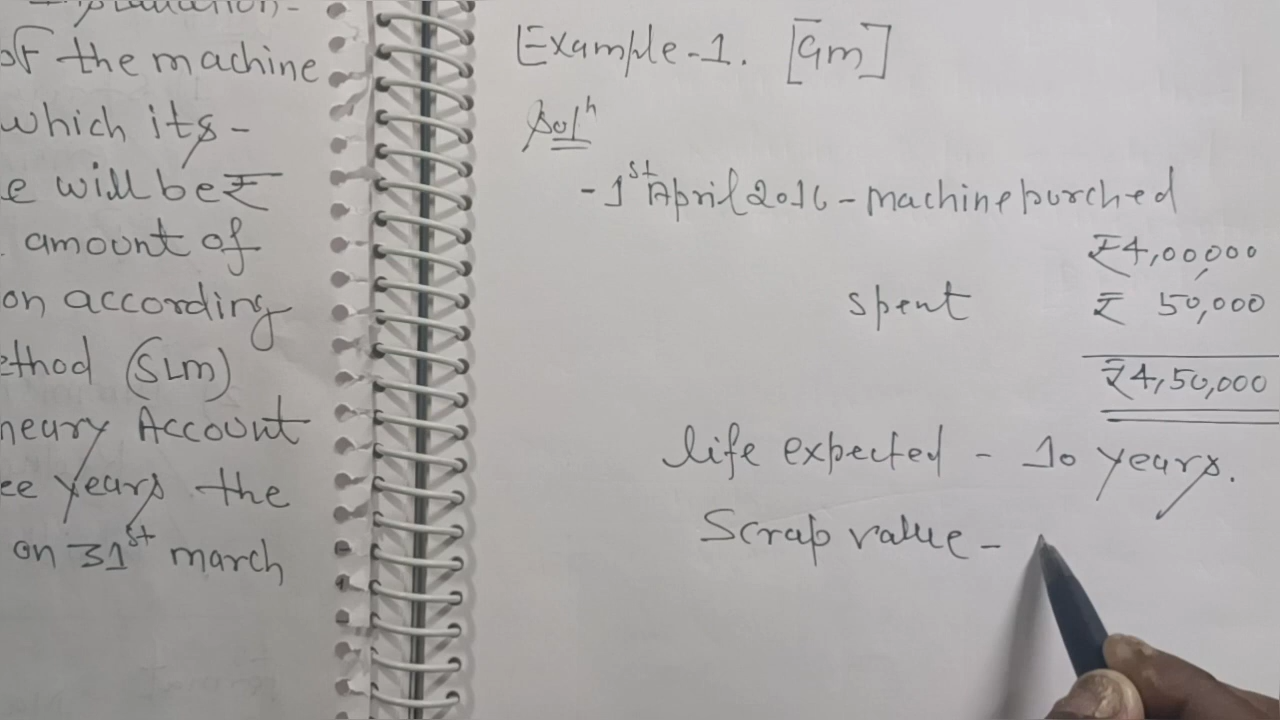 of the machine
which its -
e will be ₹
amount of
on according
ethod (SLM)
neary Account
ee years the
on 31st march
Example-1. [9m]
Solⁿ
- 1st April 2016 - machine purched
₹4,00,000
spent ₹ 50,000
₹4,50,000
life expected - 10 years.
Scrap value -